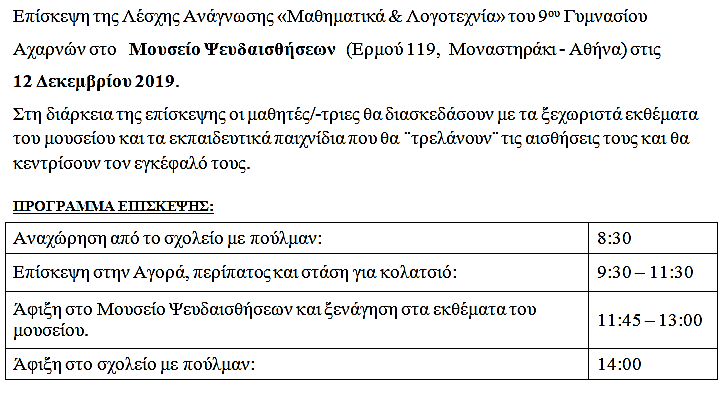 Επίσκεψη της Λέσχης Ανάγνωσης «Μαθηματικά & Λογοτεχνία» του 9ου Γυμνασίου
Αχαρνών στο Μουσείο Ψευδαισθήσεων (Ερμού 119, Μοναστηράκι - Αθήνα) στις
12 Δεκεμβρίου 2019.
Στη διάρκεια της επίσκεψης οι μαθητές/-τριες θα διασκεδάσουν με τα ξεχωριστά εκθέματα
του μουσείου και τα εκπαιδευτικά παιχνίδια που θα ¨τρελάνουν¨ τις αισθήσεις τους και θα
κεντρίσουν τον εγκέφαλό τους.
ΠΡΟΓΡΑΜΜΑ ΕΠΙΣΚΕΨΗΣ:
Αναχώρηση από το σχολείο με πούλμαν: 8:30
Επίσκεψη στην Αγορά, περίπατος και στάση για κολατσιό: 9:30 – 11:30
Άφιξη στο Μουσείο Ψευδαισθήσεων και ξενάγηση στα εκθέματα του
μουσείου. 11:45 – 13:00
Άφιξη στο σχολείο με πούλμαν: 14:00